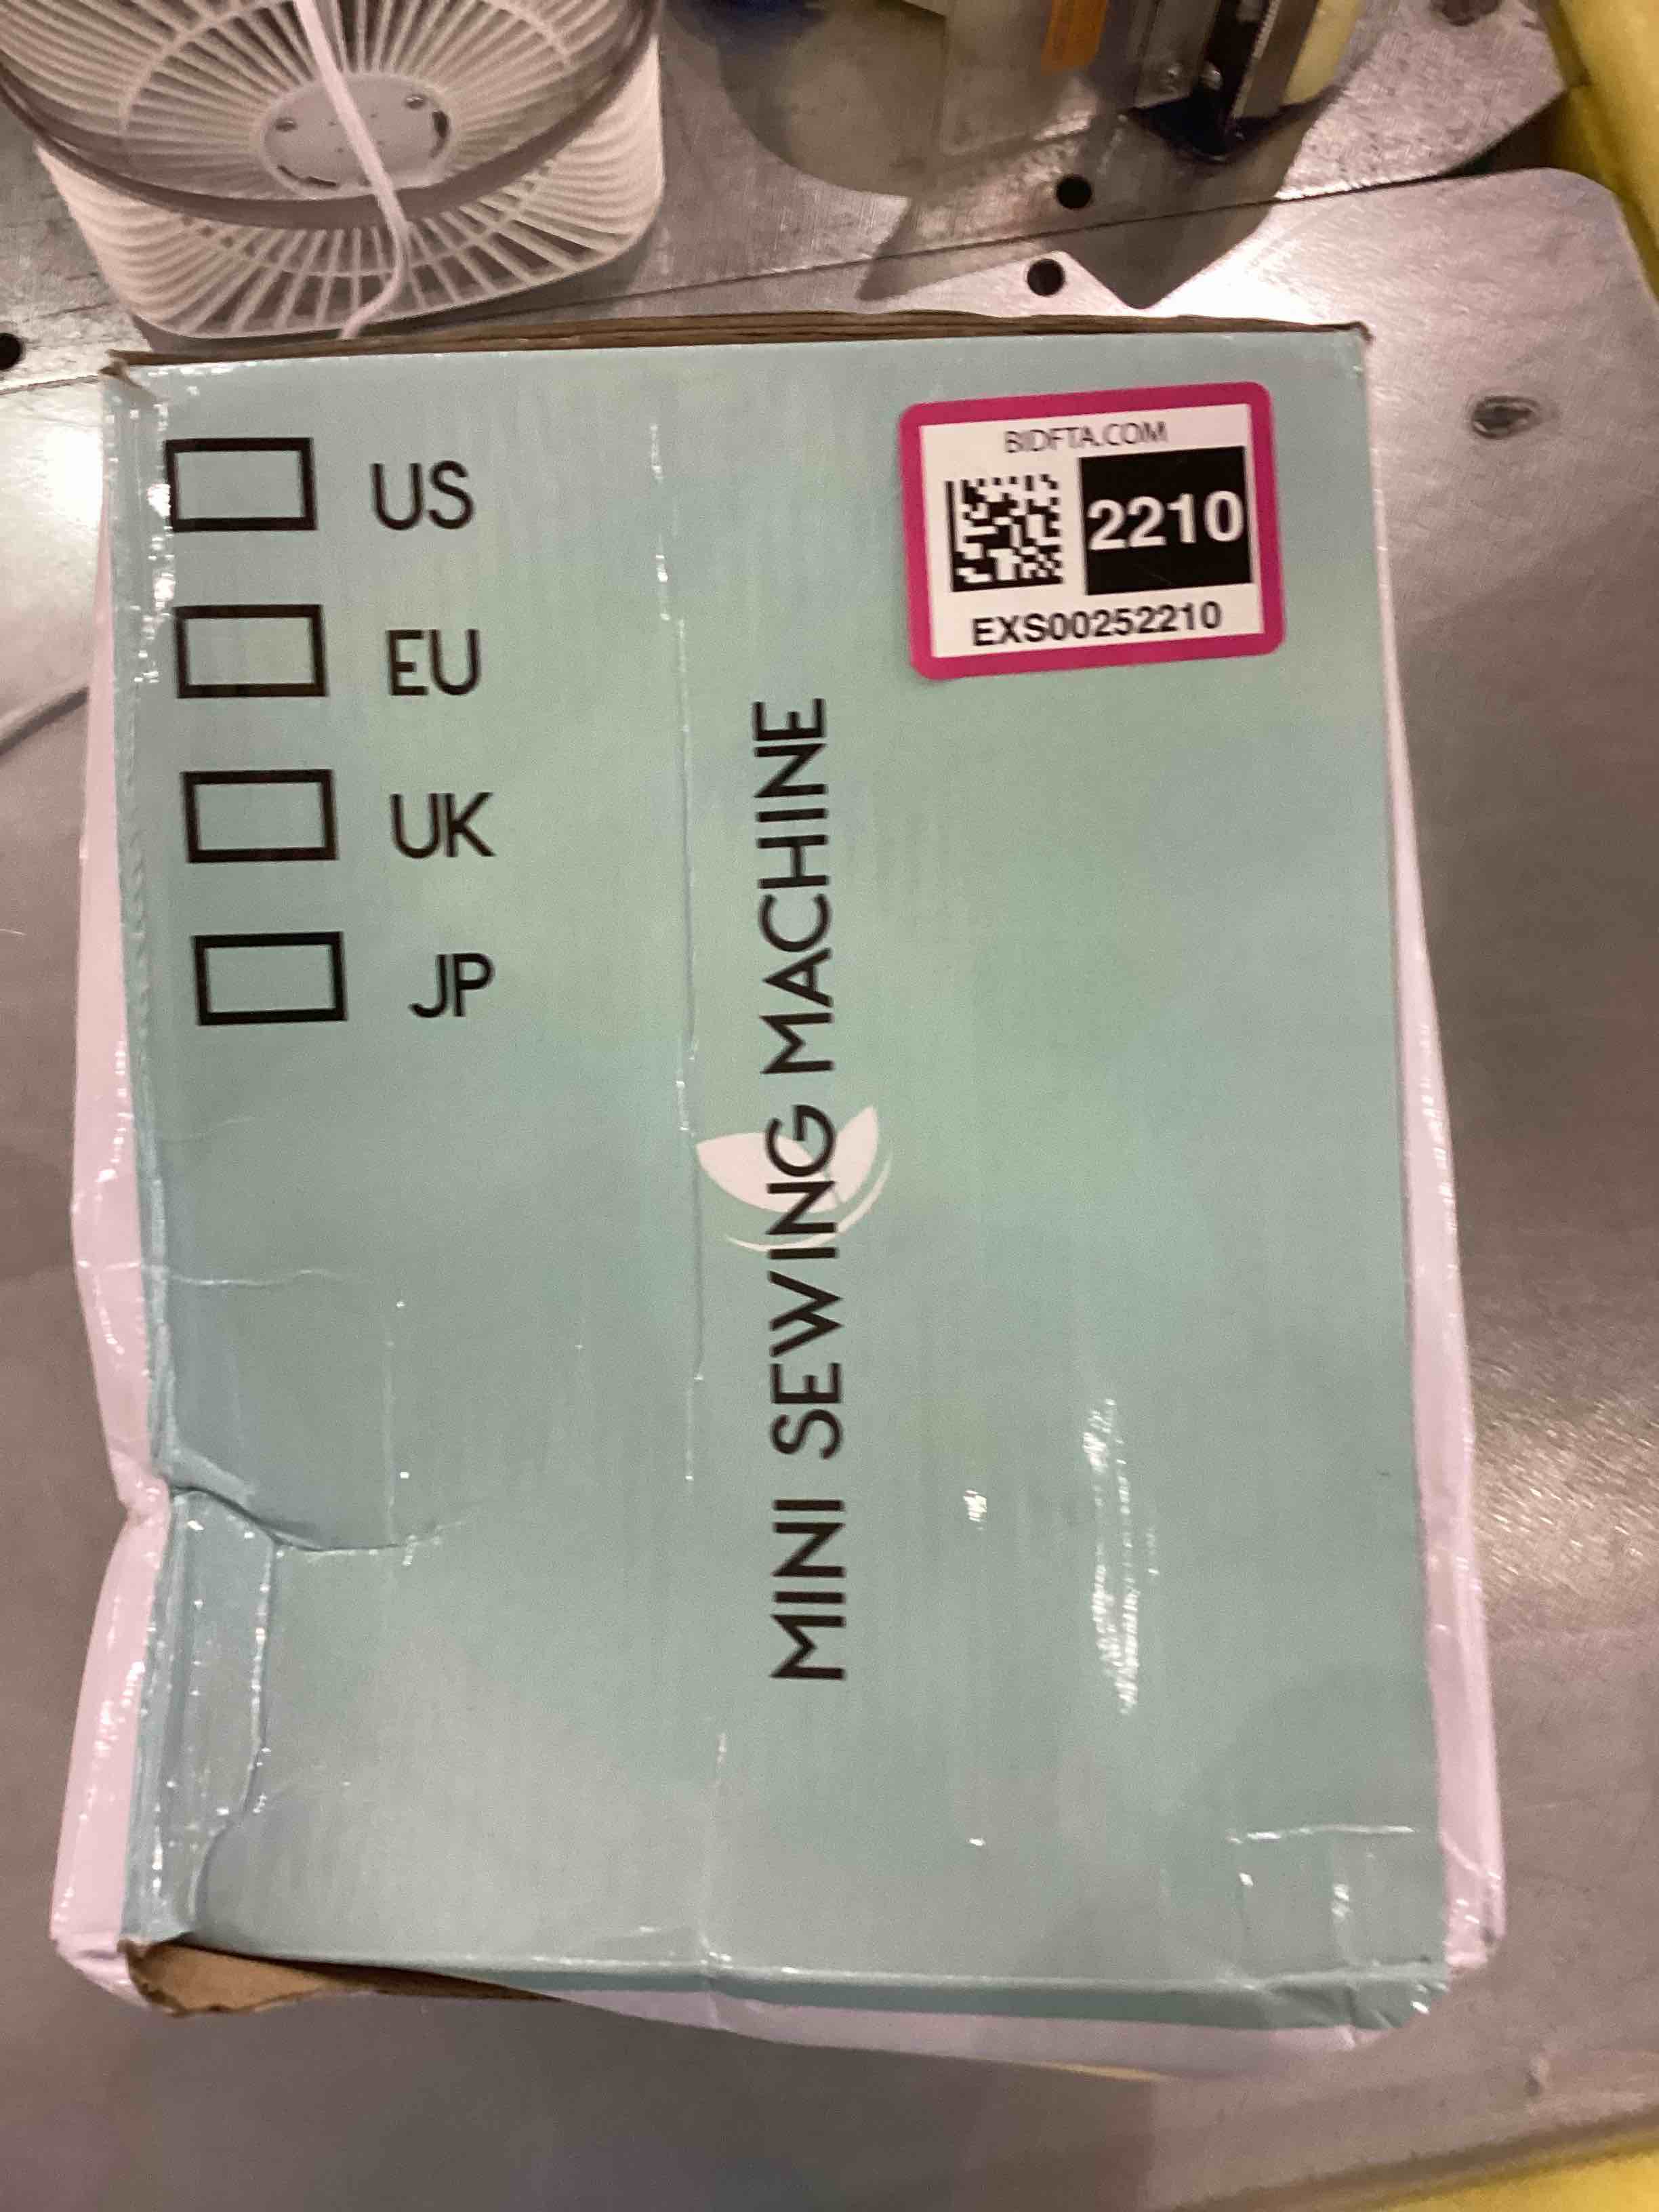 US
EU
UK
JP
BIDFTA.COM
2210
EXS00252210
MINI SEWING MACHINE